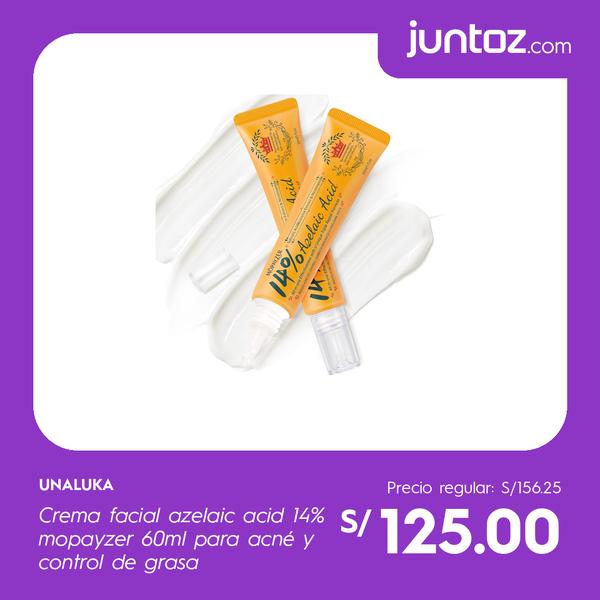 juntoz.com
Acid
MOPAYZER
14% Azelaic Acid
14
UNALUKA
Crema facial azelaic acid 14%
mopayzer 60ml para acné y
control de grasa
Precio regular: S/156.25
S/ 125.00